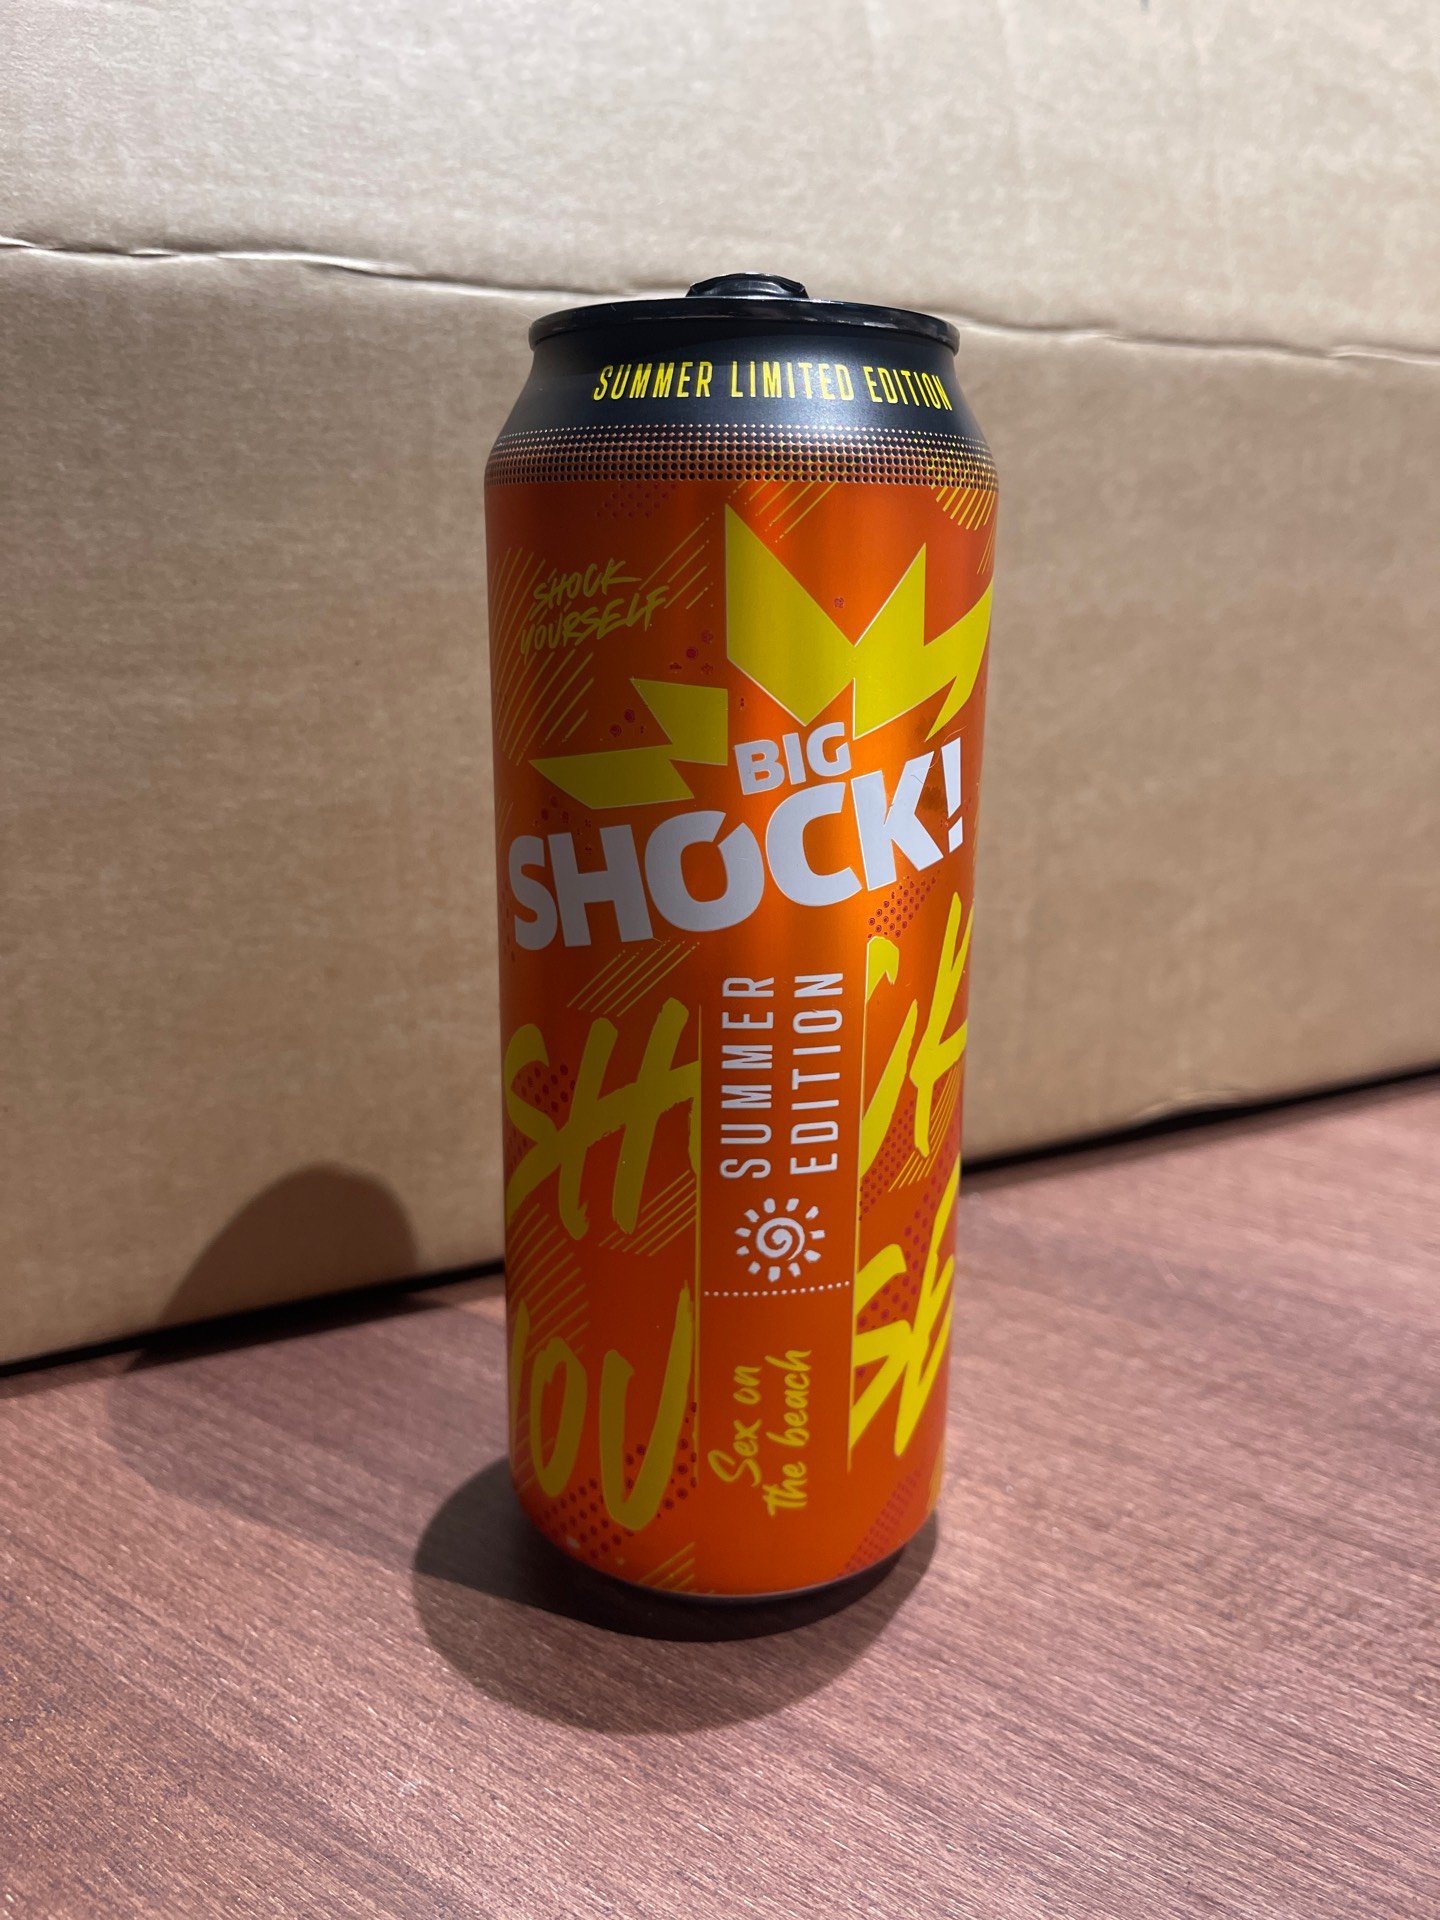 SUMMER LIMITED EDITION
SHOCK
YOURSELF
BIG
SHOCK!
SUMMER
EDITION
Sex on
the beach